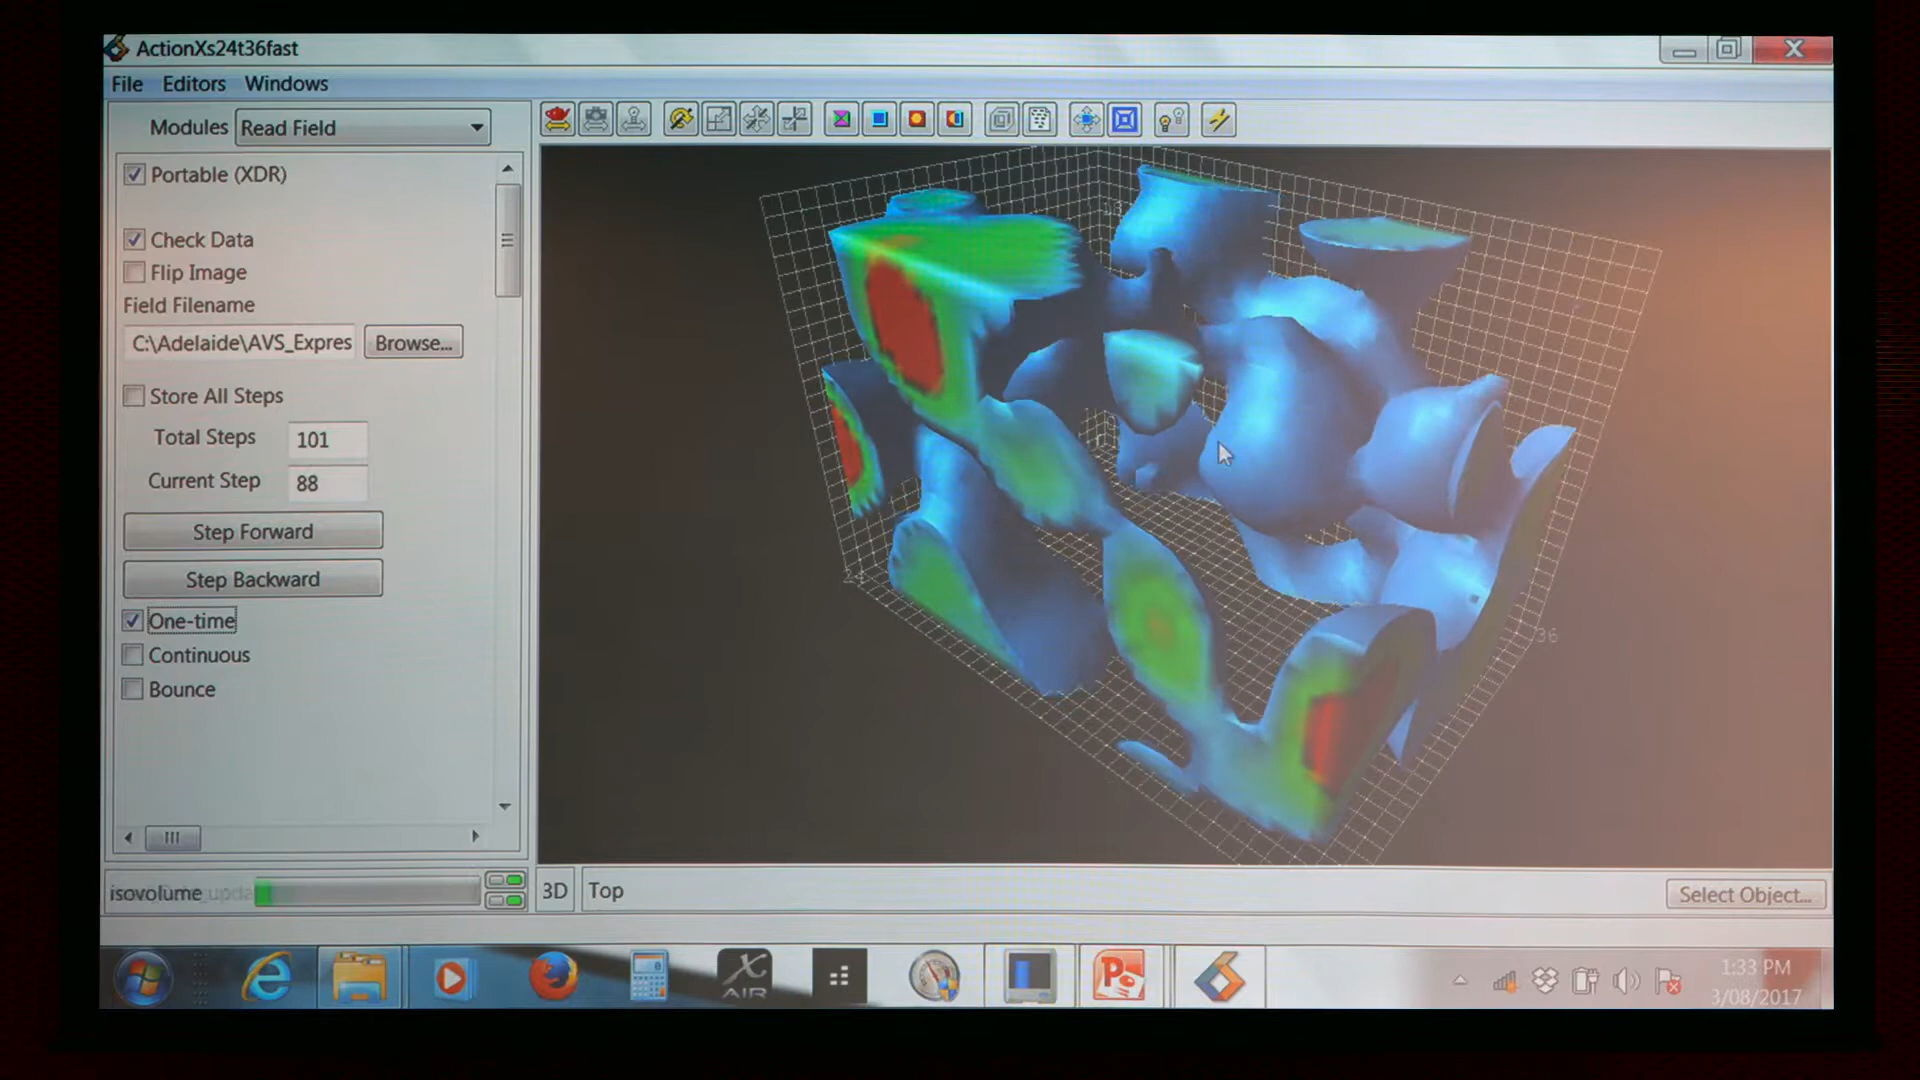 ActionXs24t36fast
File Editors Windows
Modules Read Field
Portable (XDR)
Check Data
Flip Image
Field Filename
C:\Adelaide\AVS_Expres Browse...
Store All Steps
Total Steps 101
Current Step 88
Step Forward
Step Backward
One-time
Continuous
Bounce
24
36
isovolume
3D Top Select Object...
X AIR
1:33 PM
3/08/2017